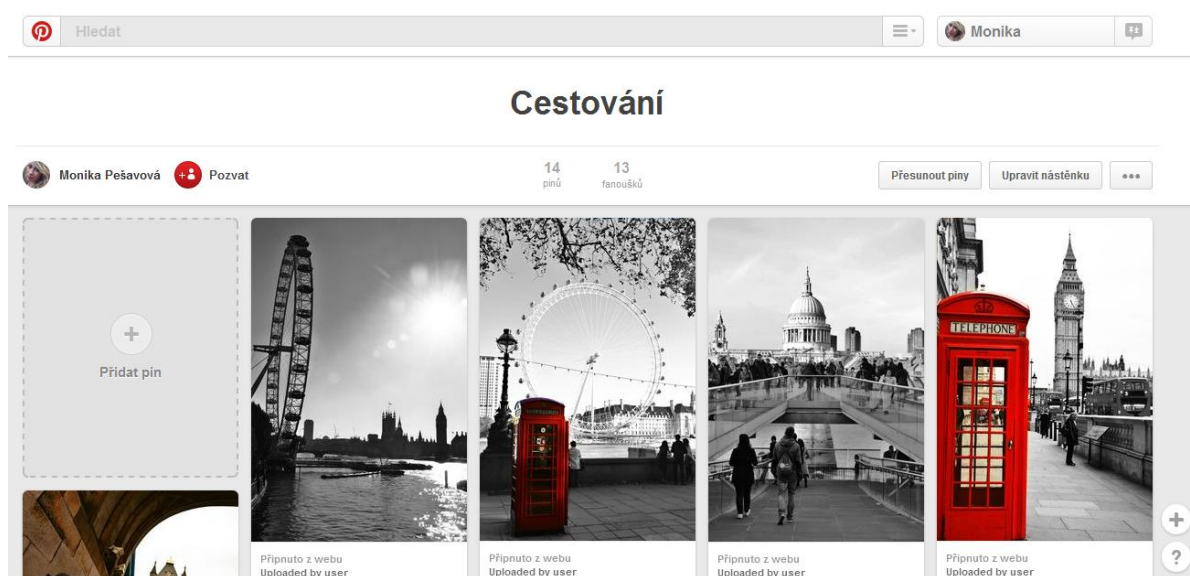 Hledat
Monika
Cestování
Monika Pešavová
Pozvat
14
pinů
13
fanoušků
Přesunout piny
Upravit nástěnku
Přidat pin
TELEPHONE
Připnuto z webu
Uploaded by user
Připnuto z webu
Uploaded by user
Připnuto z webu
Uploaded by user
Připnuto z webu
Uploaded by user
?